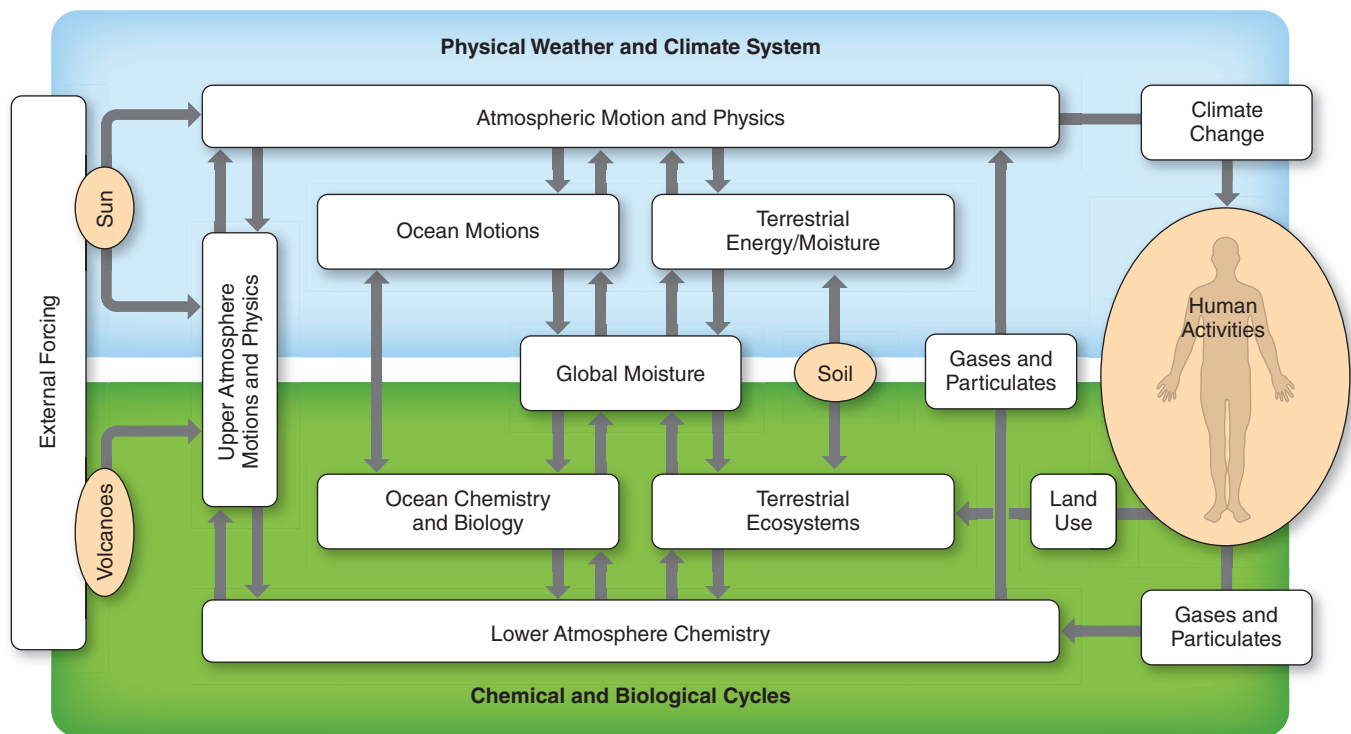 Physical Weather and Climate System
Atmospheric Motion and Physics
Climate
Change
Sun
Ocean Motions
Terrestrial
Energy/Moisture
External Forcing
Upper Atmosphere
Motions and Physics
Human
Activities
Global Moisture
Soil
Gases and
Particulates
Volcanoes
Ocean Chemistry
and Biology
Terrestrial
Ecosystems
Land
Use
Lower Atmosphere Chemistry
Gases and
Particulates
Chemical and Biological Cycles